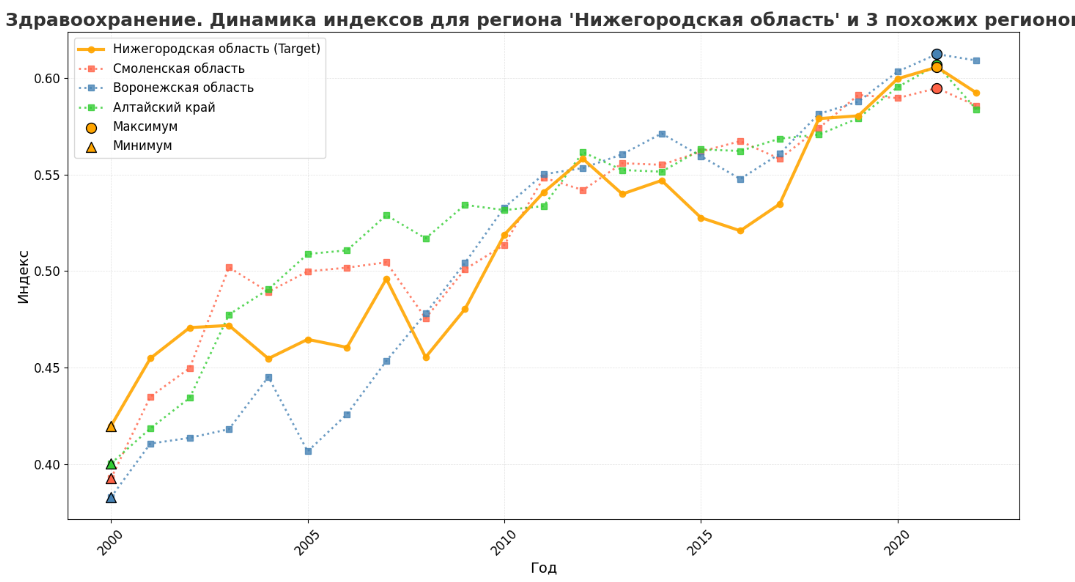 Здравоохранение. Динамика индексов для региона 'Нижегородская область' и 3 похожих регионо
Нижегородская область (Target)
Смоленская область
Воронежская область
Алтайский край
Максимум
Минимум
0.60
0.55
0.50
0.45
0.40
Индекс
2000
2005
2010
2015
2020
Год